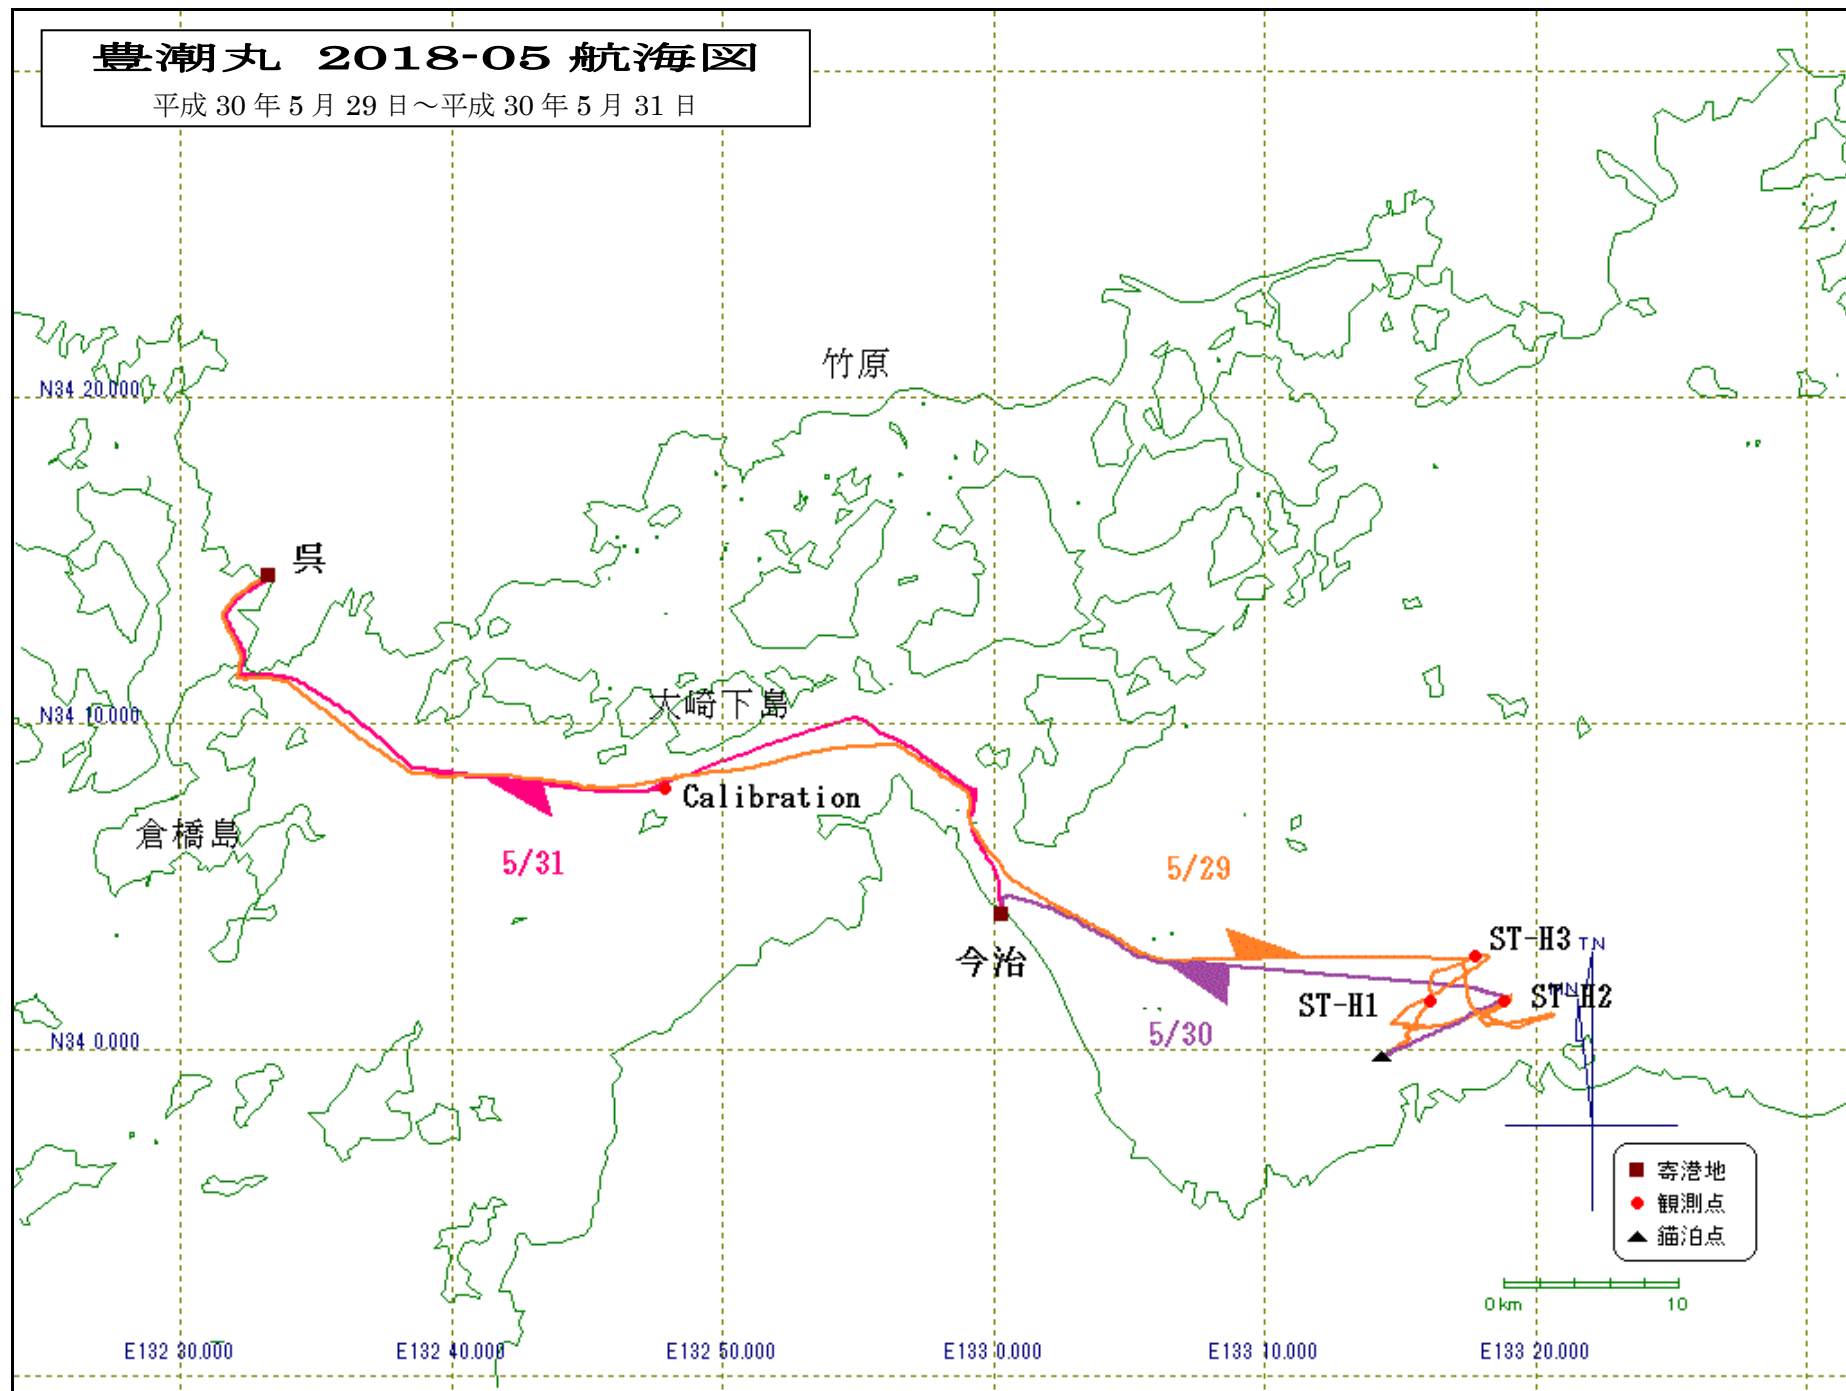 豊潮丸 2018-05 航海図
平成 30 年 5 月 29 日～平成 30 年 5 月 31 日
竹原
N34 20.000
呉
大崎下島
N34 10.000
Calibration
倉橋島
5/31
5/29
今治
ST-H3
TN
ST-H1
MN
ST-H2
5/30
N34 0.000
寄港地
観測点
錨泊点
0 km 10
E132 30.000
E132 40.000
E132 50.000
E133 0.000
E133 10.000
E133 20.000